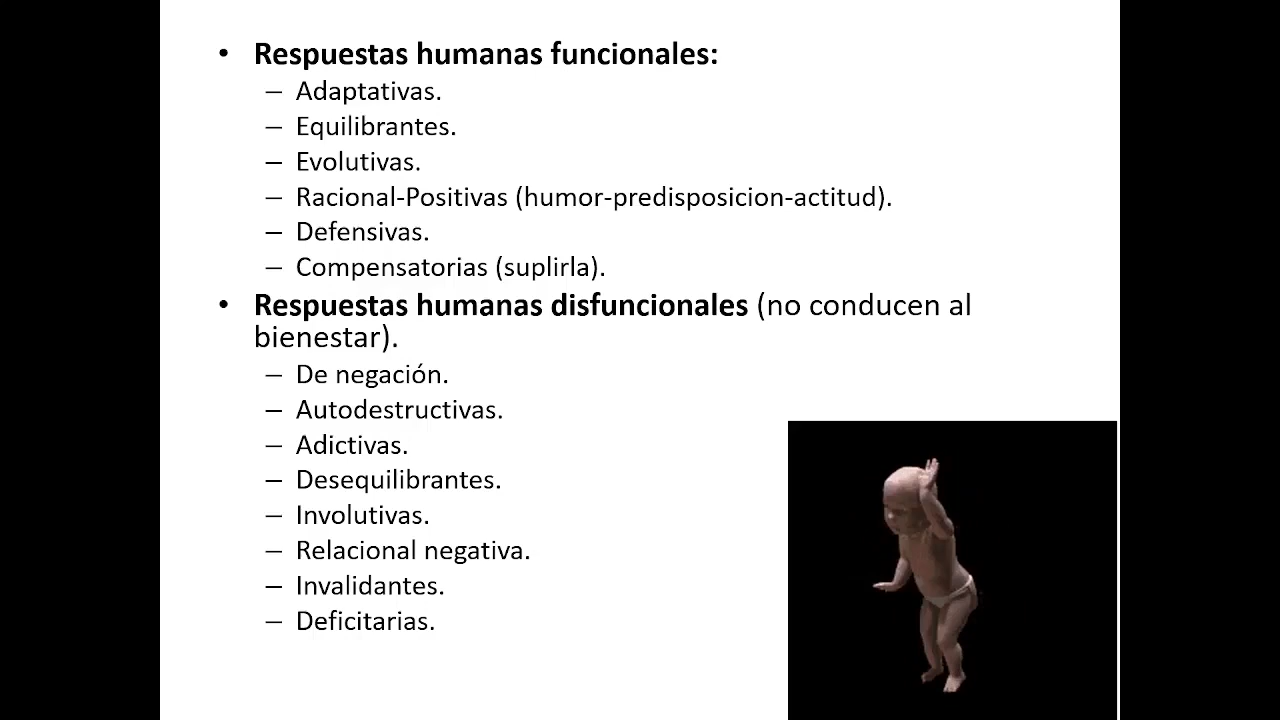 • Respuestas humanas funcionales:
– Adaptativas.
– Equilibrantes.
– Evolutivas.
– Racional-Positivas (humor-predisposicion-actitud).
– Defensivas.
– Compensatorias (suplirla).
• Respuestas humanas disfuncionales (no conducen al
bienestar).
– De negación.
– Autodestructivas.
– Adictivas.
– Desequilibrantes.
– Involutivas.
– Relacional negativa.
– Invalidantes.
– Deficitarias.